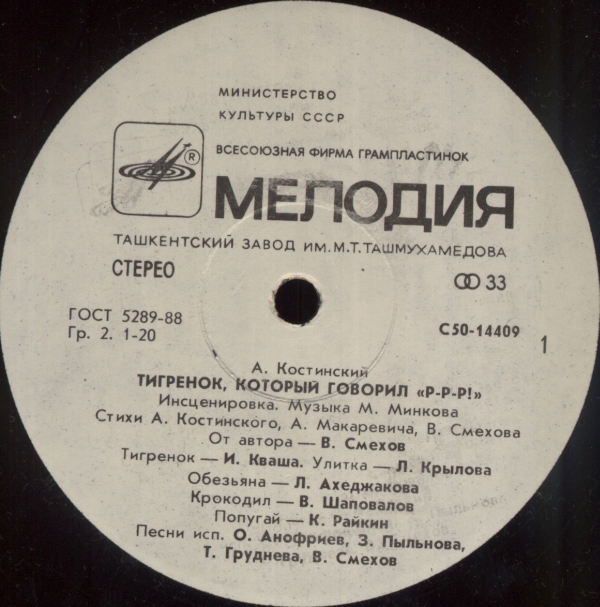 МИНИСТЕРСТВО
КУЛЬТУРЫ СССР
ВСЕСОЮЗНАЯ ФИРМА ГРАМПЛАСТИНОК
®
МЕЛОДИЯ
ТАШКЕНТСКИЙ ЗАВОД ИМ. М.Т.ТАШМУХАМЕДОВА
СТЕРЕО
33
ГОСТ 5289-88
Гр. 2. 1-20
С50-14409
1
А. Костинский
ТИГРЕНОК, КОТОРЫЙ ГОВОРИЛ «Р-Р-Р!»
Инсценировка. Музыка М. Минкова
Стихи А. Костинского, А. Макаревича, В. Смехова
От автора — В. Смехов
Тигренок — И. Кваша. Улитка — Л. Крылова
Обезьяна — Л. Ахеджакова
Крокодил — В. Шаповалов
Попугай — К. Райкин
Песни исп. О. Анофриев, З. Пыльнова,
Т. Груднева, В. Смехов